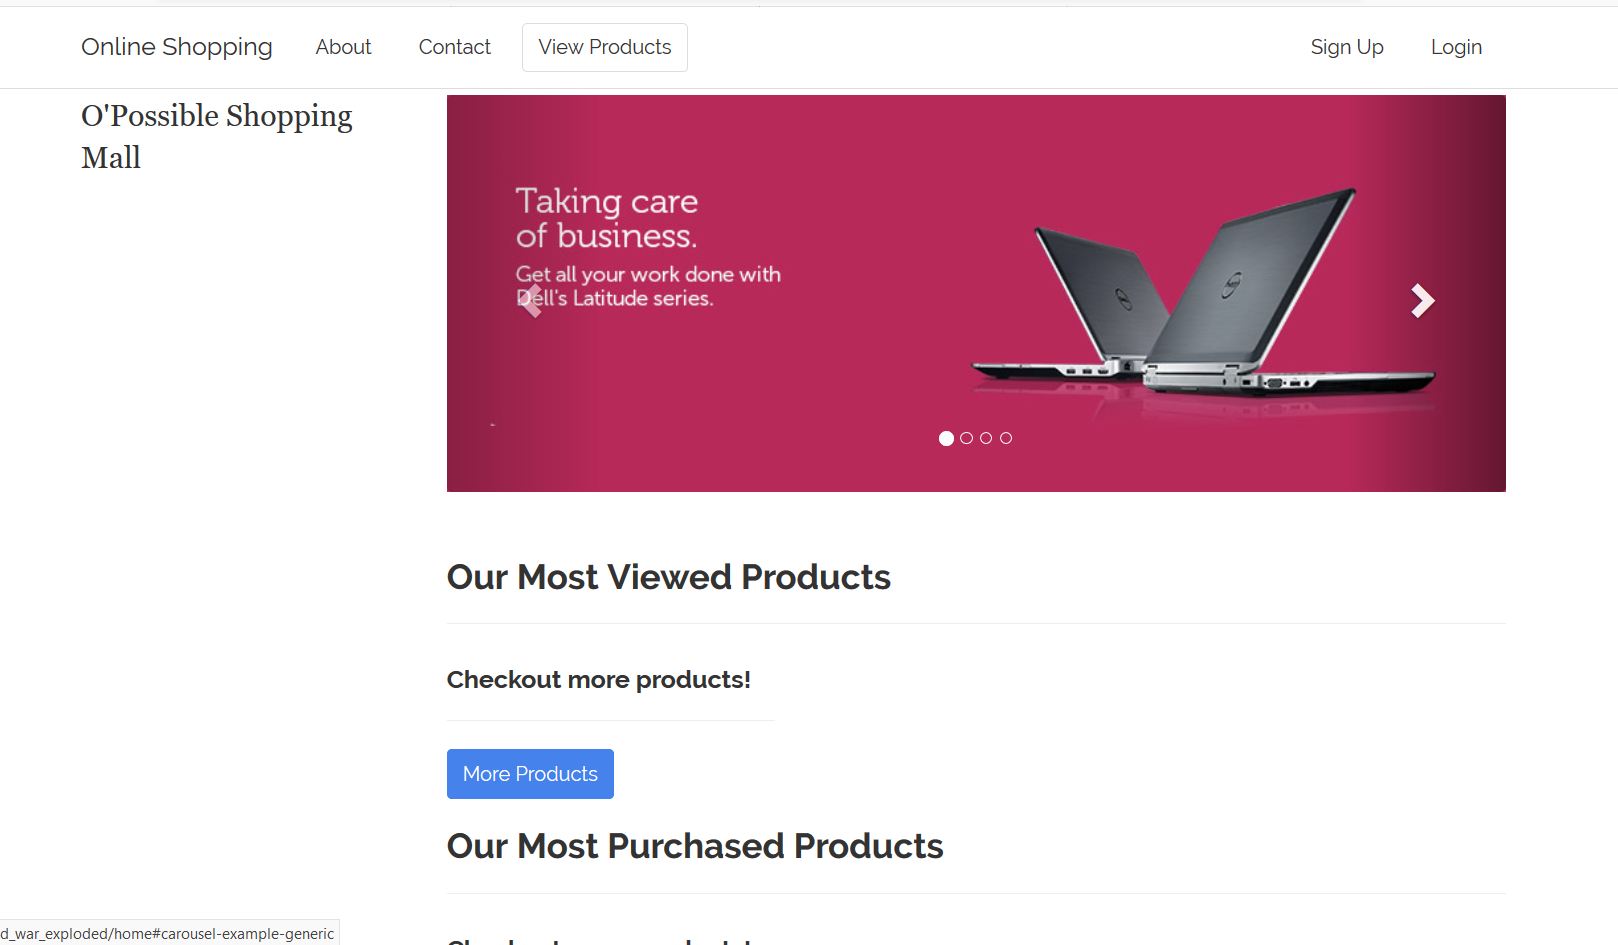 Online Shopping About Contact View Products Sign Up Login
O'Possible Shopping
Mall
Taking care
of business.
Get all your work done with
Dell's Latitude series.
Our Most Viewed Products
Checkout more products!
More Products
Our Most Purchased Products
d_war_exploded/home#carousel-example-generic